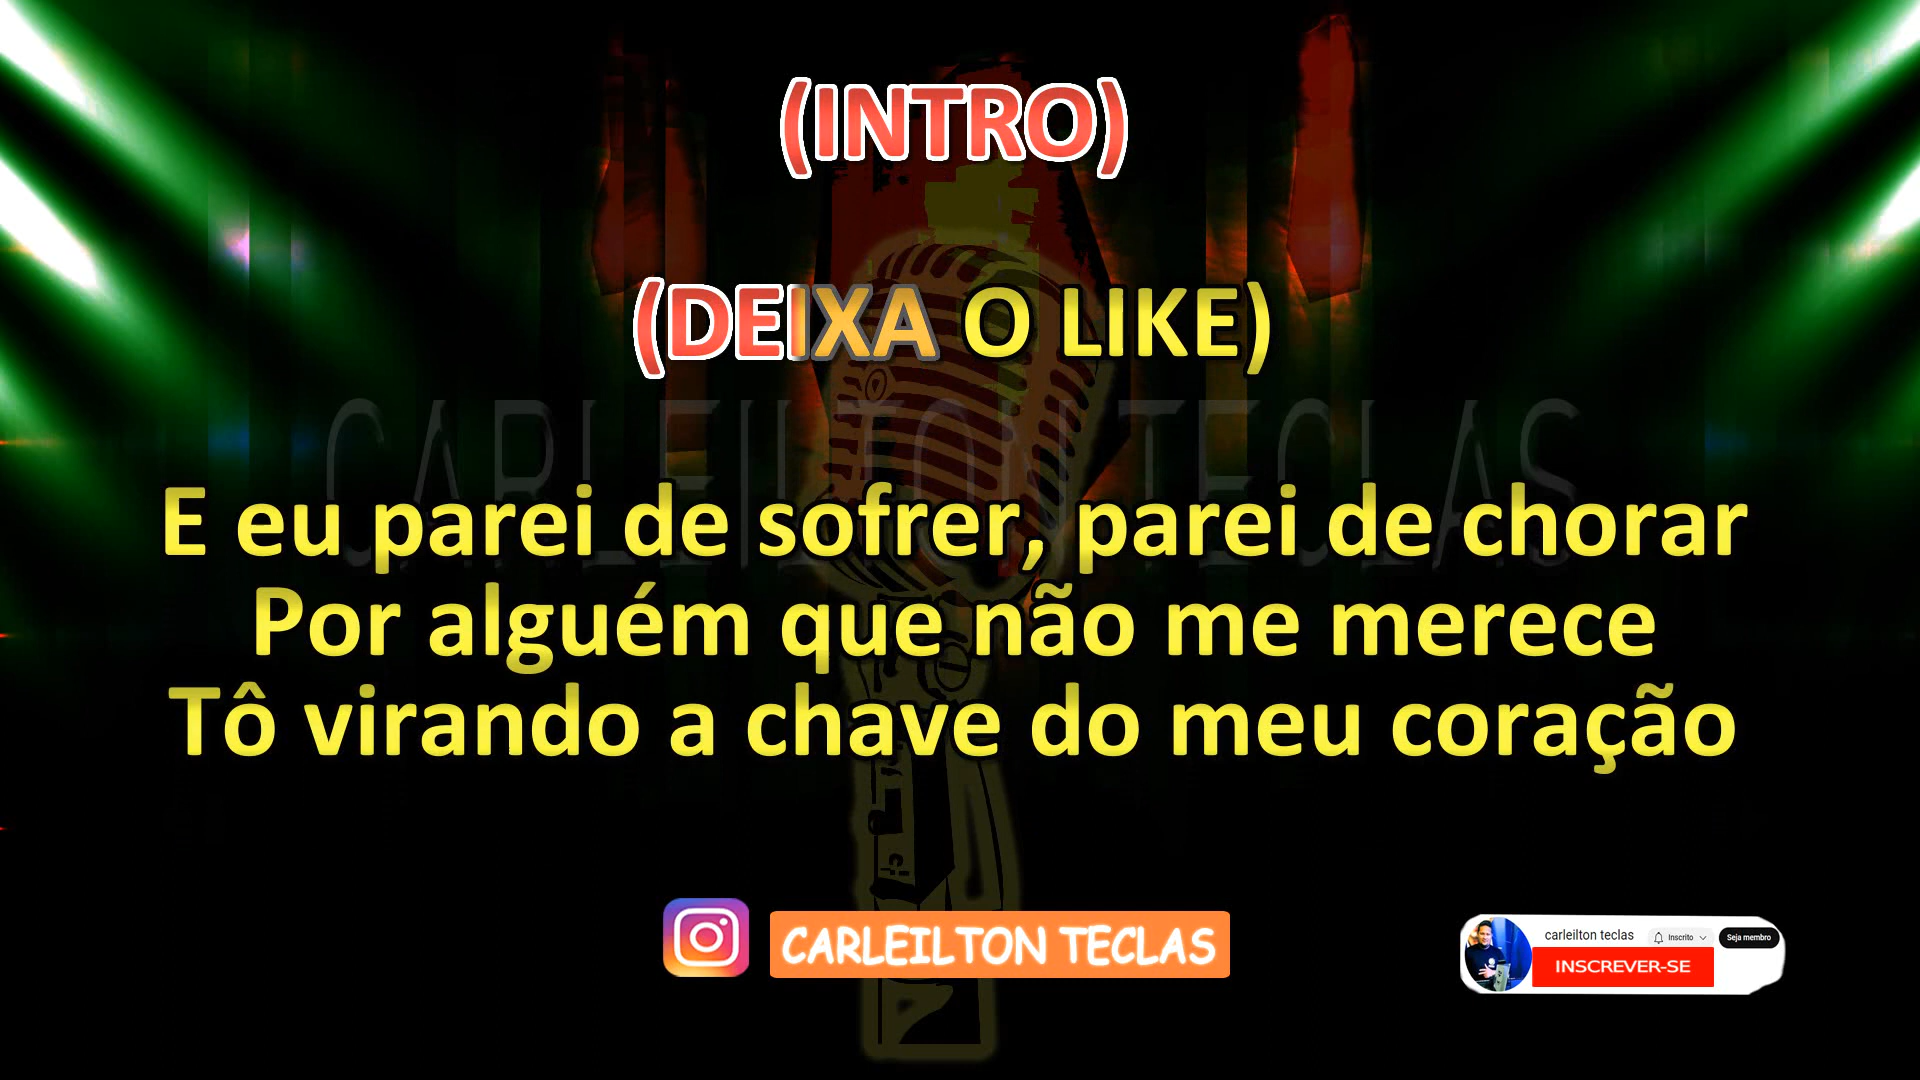 (INTRO)
(DEIXA O LIKE)
CARLEILTON TECLAS
E eu parei de sofrer, parei de chorar
Por alguém que não me merece
Tô virando a chave do meu coração
CARLEILTON TECLAS
carleilton teclas
Inscrito
Seja membro
INSCREVER-SE